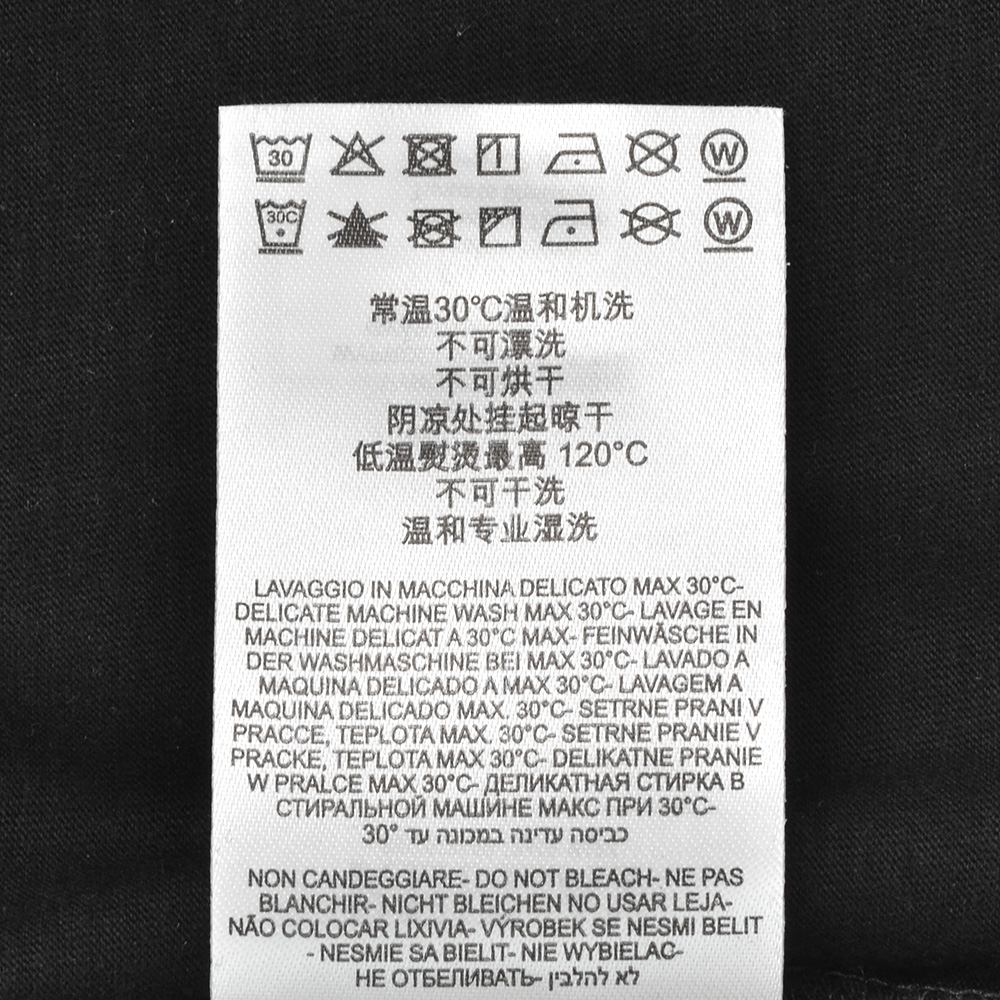 30 W
30C W
常温30°C温和机洗
不可漂洗
不可烘干
阴凉处挂起晾干
低温熨烫最高 120°C
不可干洗
温和专业湿洗
LAVAGGIO IN MACCHINA DELICATO MAX 30°C-
DELICATE MACHINE WASH MAX 30°C- LAVAGE EN
MACHINE DELICAT A 30°C MAX- FEINWÄSCHE IN
DER WASHMASCHINE BEI MAX 30°C- LAVADO A
MAQUINA DELICADO A MAX 30°C- LAVAGEM A
MAQUINA DELICADO MAX. 30°C- SETRNE PRANI V
PRACCE, TEPLOTA MAX. 30°C- SETRNE PRANIE V
PRACKE, TEPLOTA MAX 30°C- DELIKATNE PRANIE
W PRALCE MAX 30°C- ДЕЛИКАТНАЯ СТИРКА В
СТИРАЛЬНОЙ МАШИНЕ МАКС ПРИ 30°C-
כביסה עדינה במכונה עד 30°
NON CANDEGGIARE- DO NOT BLEACH- NE PAS
BLANCHIR- NICHT BLEICHEN NO USAR LEJA-
NÃO COLOCAR LIXIVIA- VÝROBEK SE NESMI BELIT
- NESMIE SA BIELIT- NIE WYBIELAC-
НЕ ОТБЕЛИВАТЬ- לא להלבין